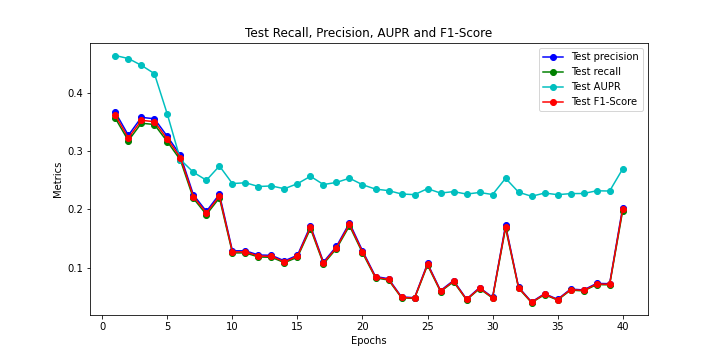 Test Recall, Precision, AUPR and F1-Score
Test precision
Test recall
Test AUPR
Test F1-Score
Metrics
0.4
0.3
0.2
0.1
0 5 10 15 20 25 30 35 40
Epochs